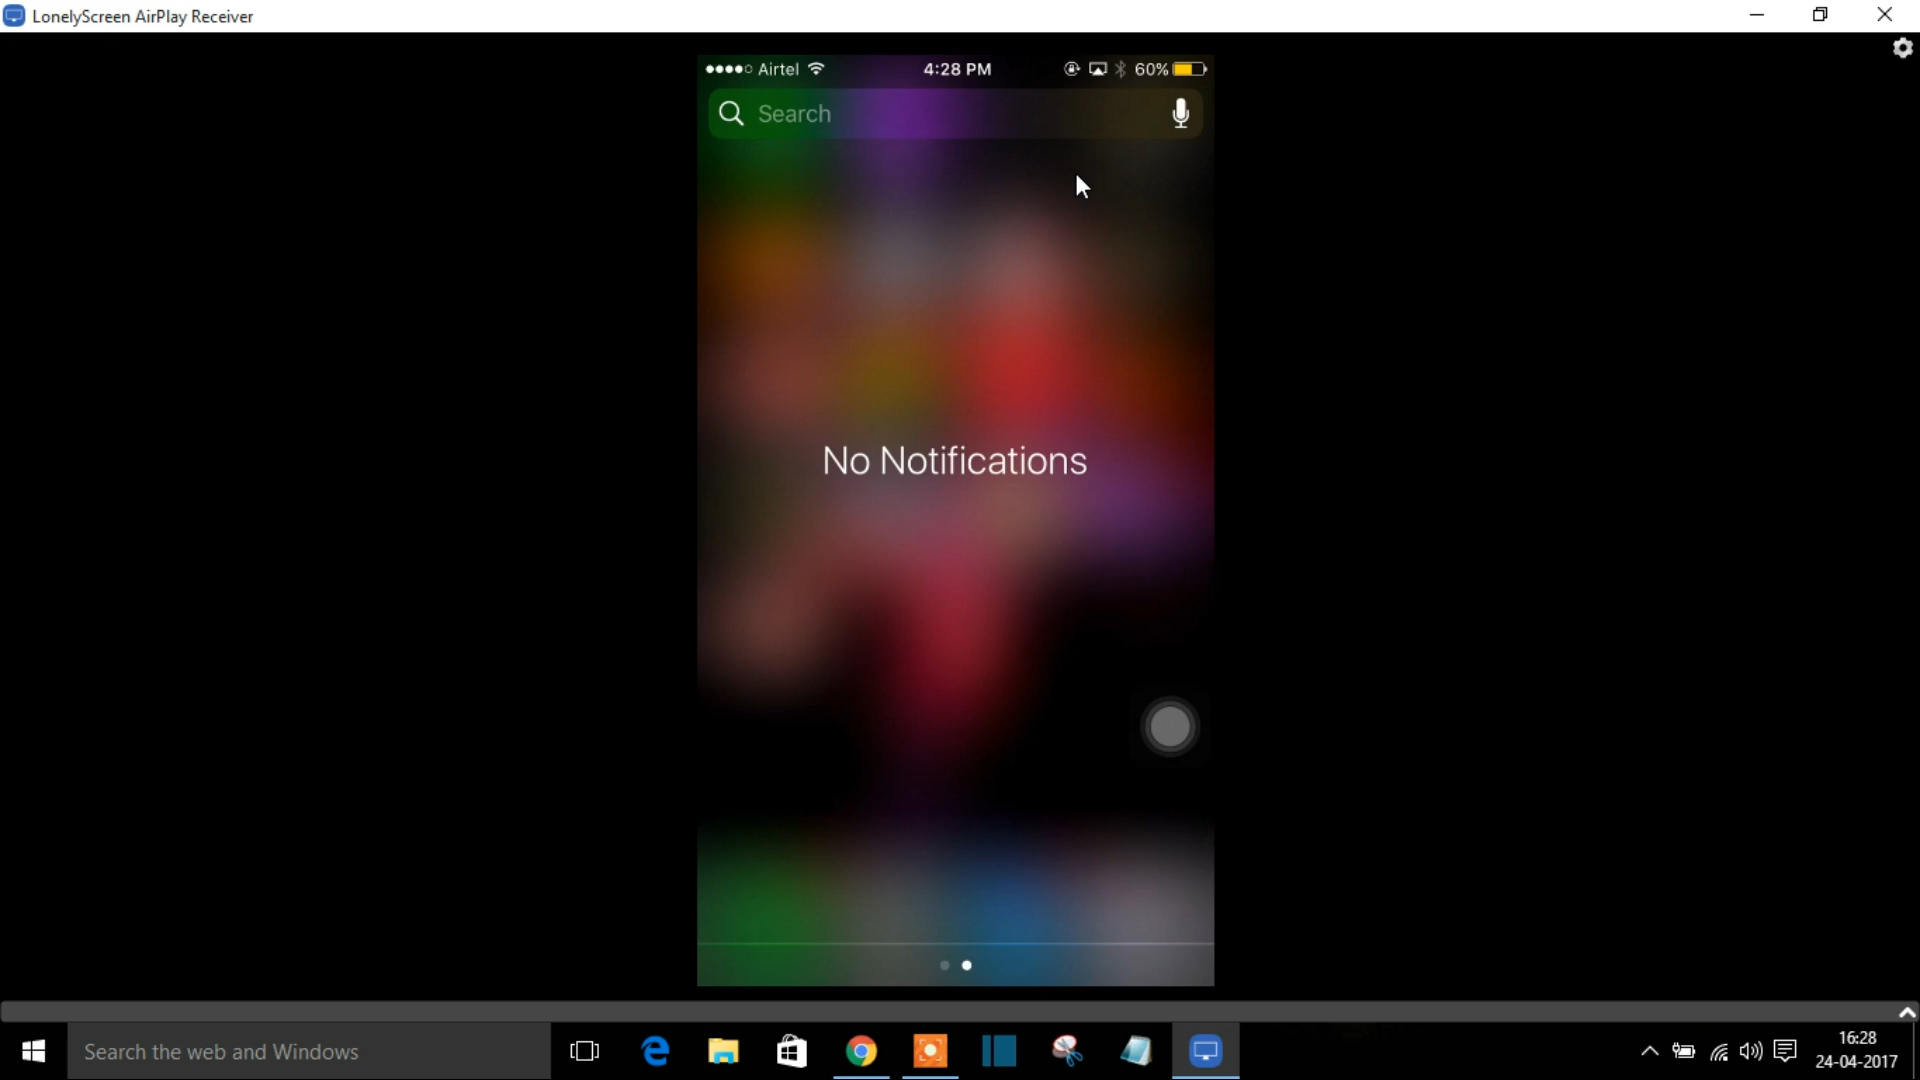 LonelyScreen AirPlay Receiver
Airtel 4:28 PM 60%
Search
No Notifications
Search the web and Windows
16:28
24-04-2017